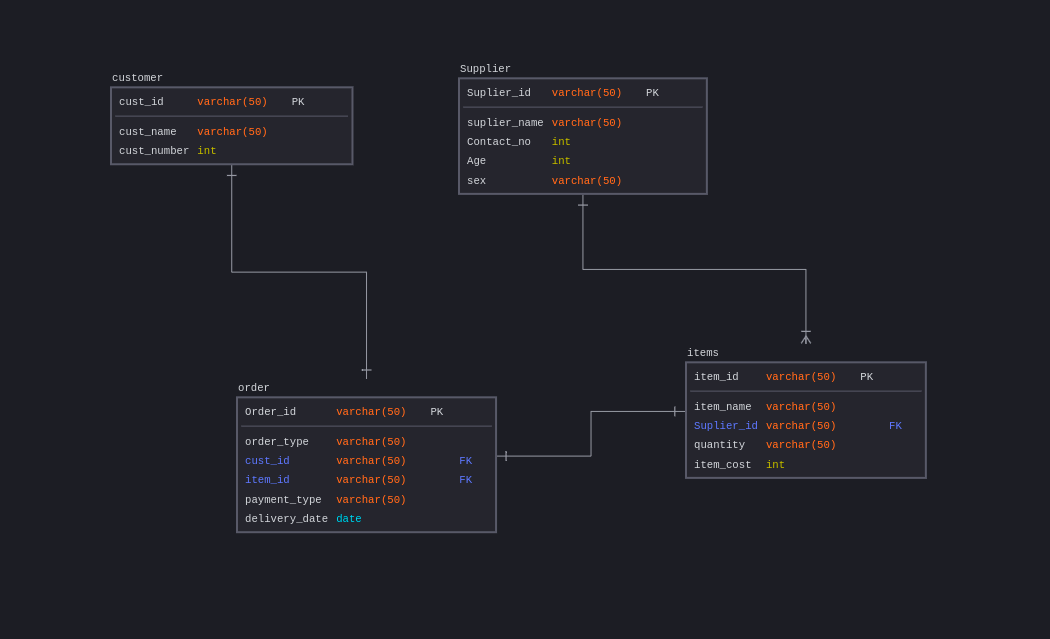 customer
cust_id varchar(50) PK
cust_name varchar(50)
cust_number int
Supplier
Suplier_id varchar(50) PK
suplier_name varchar(50)
Contact_no int
Age int
sex varchar(50)
order
Order_id varchar(50) PK
order_type varchar(50)
cust_id varchar(50) FK
item_id varchar(50) FK
payment_type varchar(50)
delivery_date date
items
item_id varchar(50) PK
item_name varchar(50)
Suplier_id varchar(50) FK
quantity varchar(50)
item_cost int